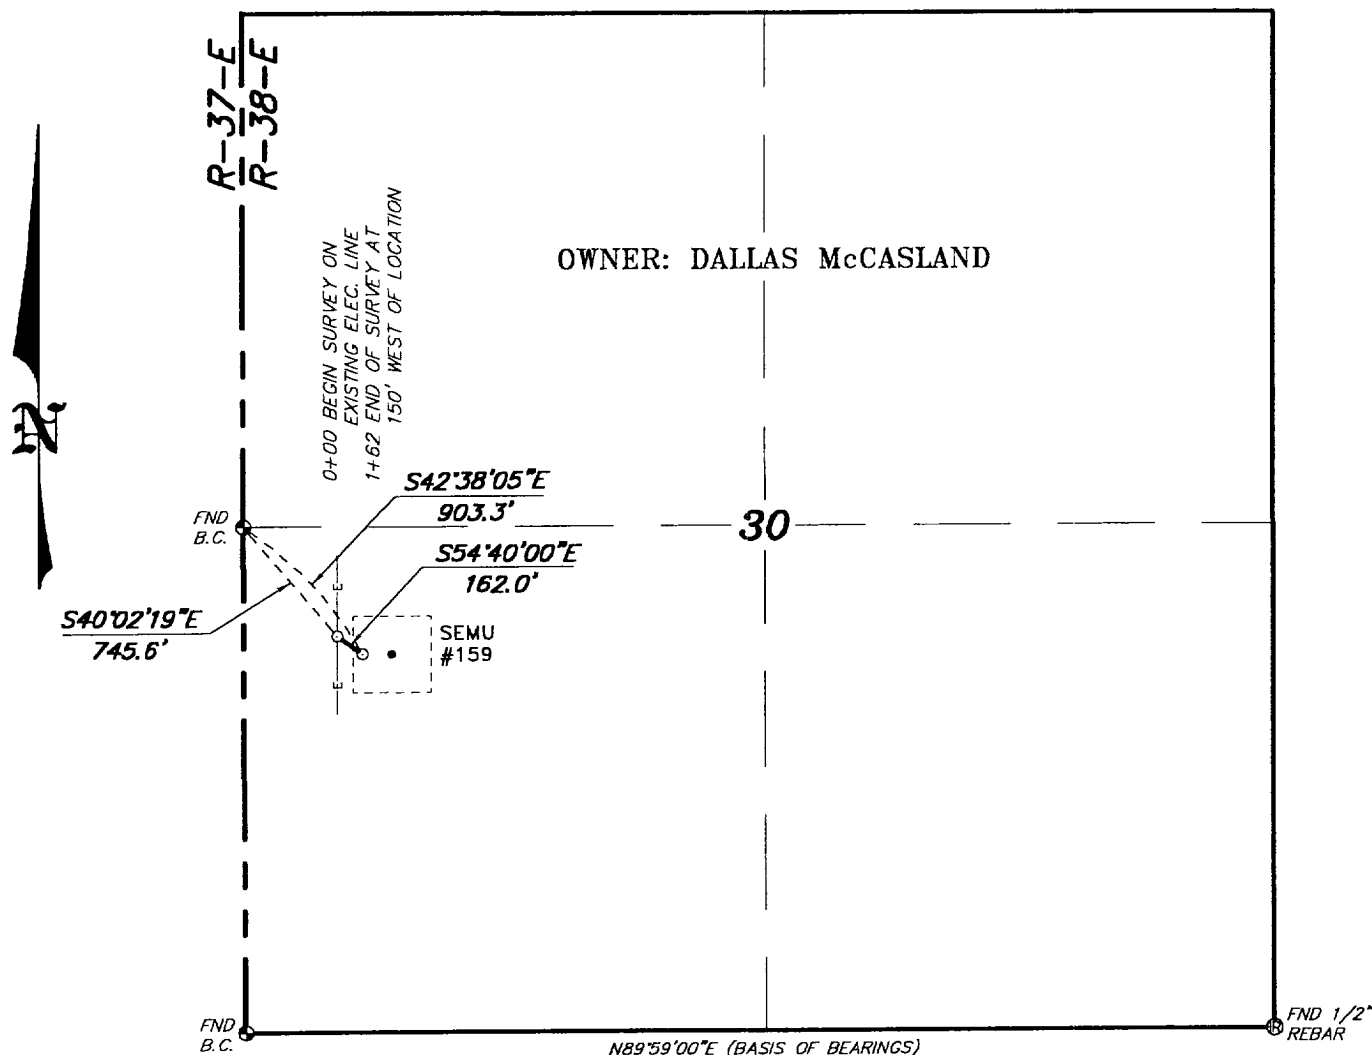 R-37-E
R-38-E
0+00 BEGIN SURVEY ON
EXISTING ELEC. LINE
1+62 END OF SURVEY AT
150' WEST OF LOCATION
OWNER: DALLAS McCASLAND
N
S42°38'05"E
903.3'
FND
B.C.
30
S54°40'00"E
162.0'
E
S40°02'19"E
745.6'
SEMU
#159
E
FND
B.C.
FND 1/2"
REBAR
N89°59'00"E (BASIS OF BEARINGS)